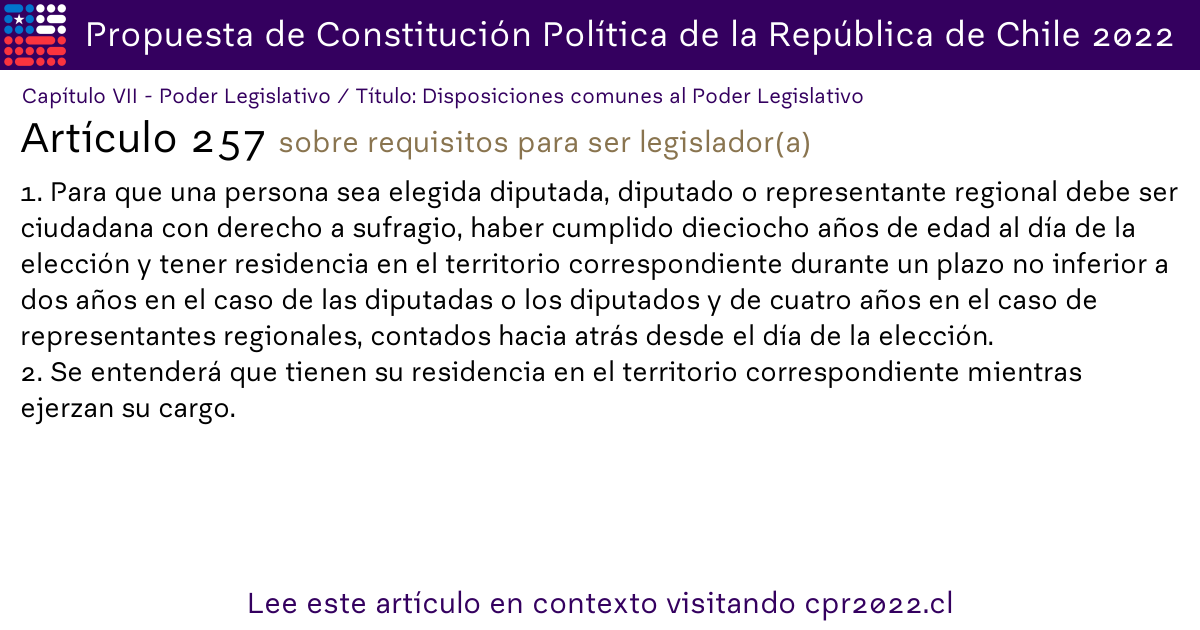 Propuesta de Constitución Política de la República de Chile 2022
Capítulo VII - Poder Legislativo / Título: Disposiciones comunes al Poder Legislativo
Artículo 257 sobre requisitos para ser legislador(a)
1. Para que una persona sea elegida diputada, diputado o representante regional debe ser
ciudadana con derecho a sufragio, haber cumplido dieciocho años de edad al día de la
elección y tener residencia en el territorio correspondiente durante un plazo no inferior a
dos años en el caso de las diputadas o los diputados y de cuatro años en el caso de
representantes regionales, contados hacia atrás desde el día de la elección.
2. Se entenderá que tienen su residencia en el territorio correspondiente mientras
ejerzan su cargo.
Lee este artículo en contexto visitando cpr2022.cl